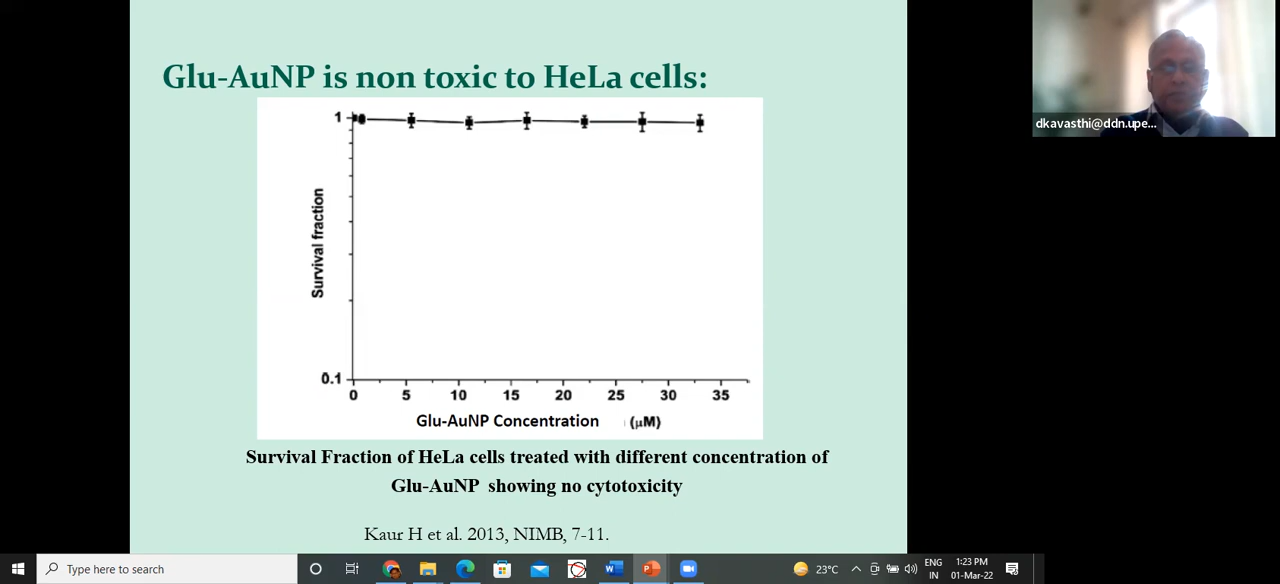 Glu-AuNP is non toxic to HeLa cells:
1
Survival fraction
0.1
0 5 10 15 20 25 30 35
Glu-AuNP Concentration (µM)
Survival Fraction of HeLa cells treated with different concentration of
Glu-AuNP showing no cytotoxicity
Kaur H et al. 2013, NIMB, 7-11.
dkavasthi@ddn.upe...
Type here to search
23°C
ENG
IN
1:23 PM
01-Mar-22